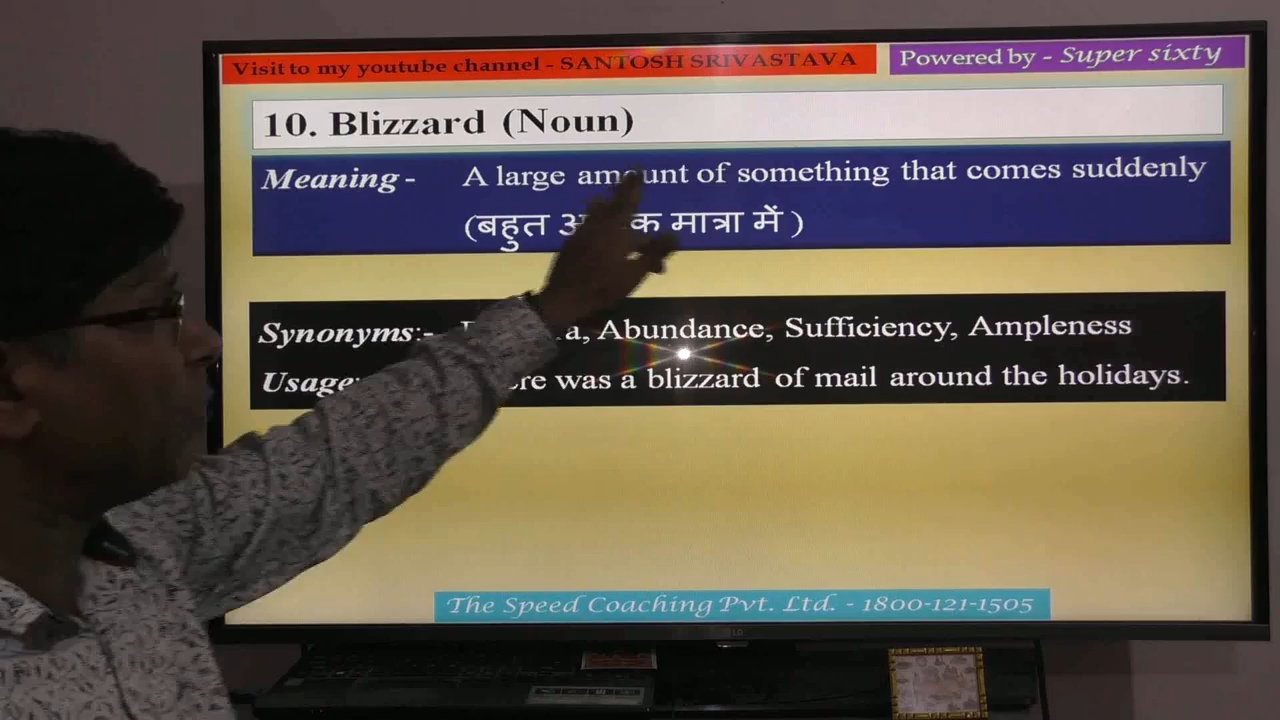 Visit to my youtube channel - SANTOSH SRIVASTAVA
Powered by - Super sixty
10. Blizzard (Noun)
Meaning - A large amount of something that comes suddenly
(बहुत मात्रा में )
Synonyms:- Abundance, Sufficiency, Ampleness
Usage was a blizzard of mail around the holidays.
The Speed Coaching Pvt. Ltd. - 1800-121-1505
LG